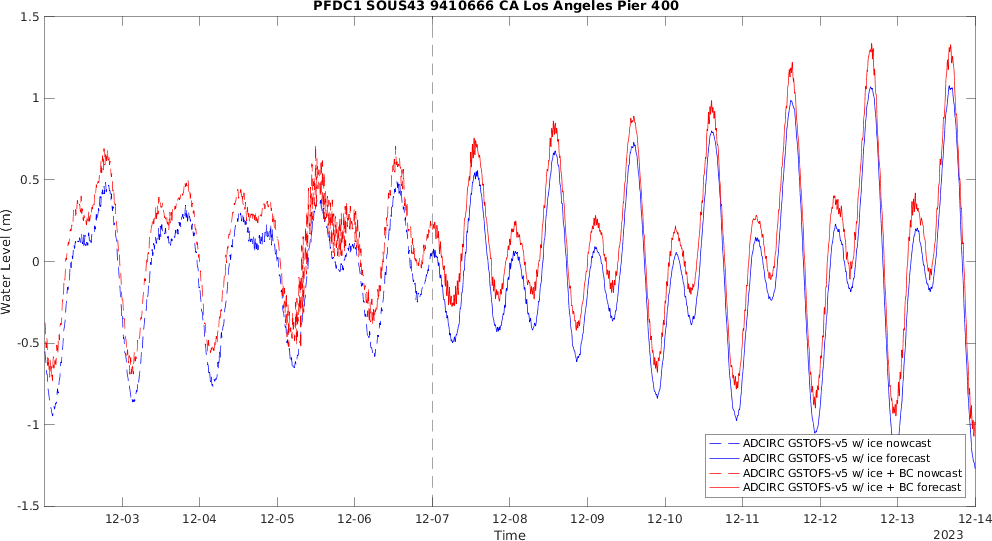 PFDC1 SOUS43 9410666 CA Los Angeles Pier 400
1.5
1
0.5
0
-0.5
-1
-1.5
Water Level (m)
12-03 12-04 12-05 12-06 12-07 12-08 12-09 12-10 12-11 12-12 12-13 12-14
Time
2023
ADCIRC GSTOFS-v5 w/ ice nowcast
ADCIRC GSTOFS-v5 w/ ice forecast
ADCIRC GSTOFS-v5 w/ ice + BC nowcast
ADCIRC GSTOFS-v5 w/ ice + BC forecast